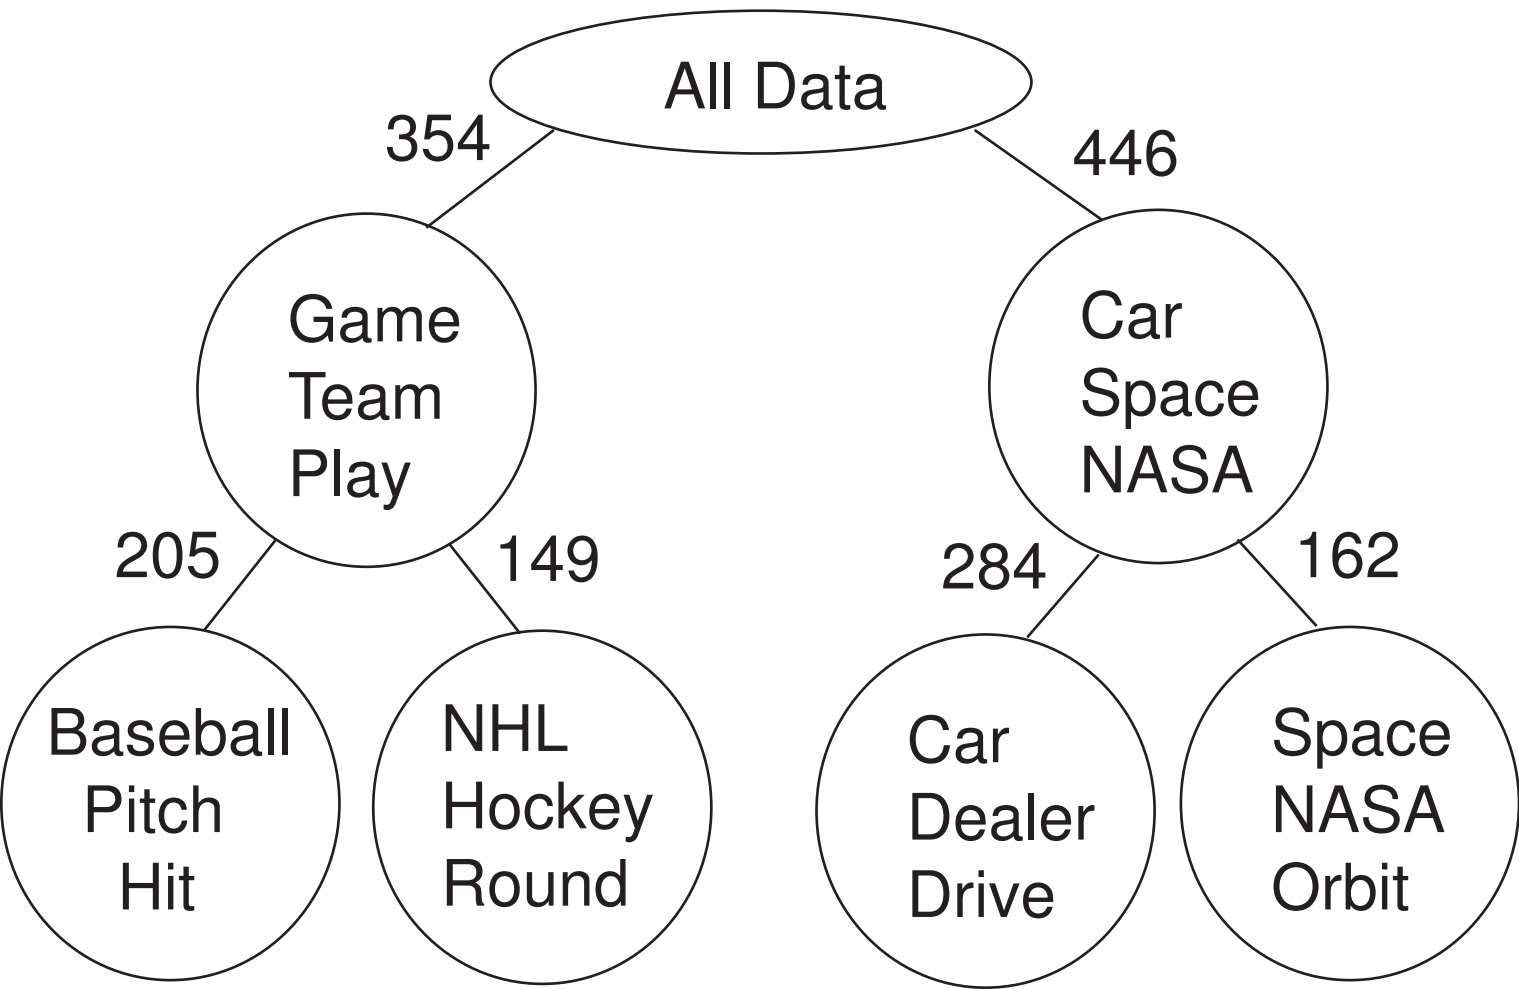 All Data
354
446
Game
Team
Play
Car
Space
NASA
205
149
284
162
Baseball
Pitch
Hit
NHL
Hockey
Round
Car
Dealer
Drive
Space
NASA
Orbit